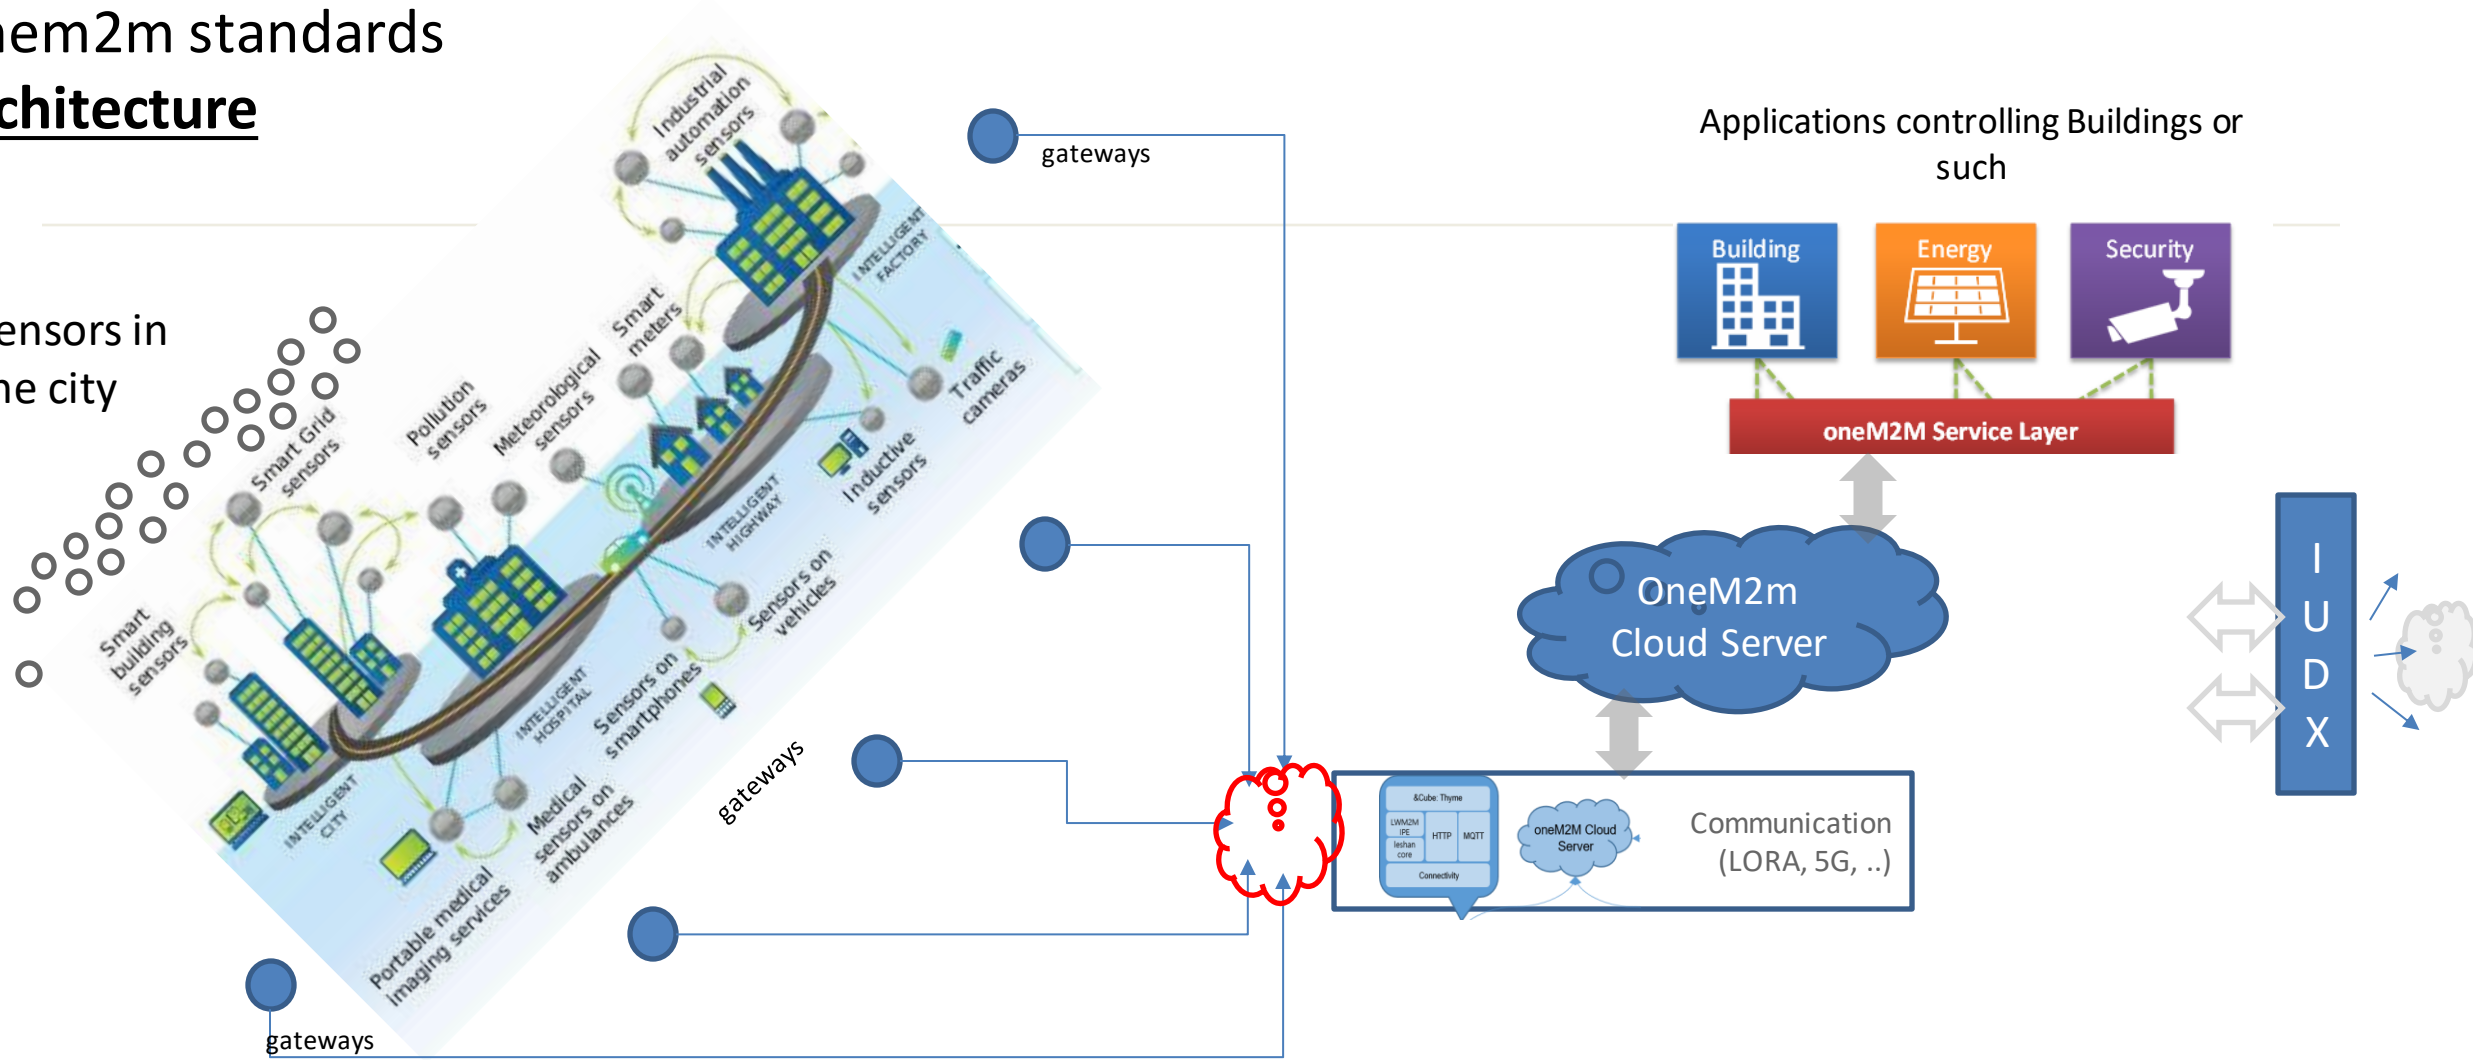 nem2m standards
chitecture
ensors in
ne city
Industrial
automation
sensors
INTELLIGENT
FACTORY
Smart
meters
Traffic
cameras
Meteorological
sensors
Pollution
sensors
Smart Grid
sensors
Inductive
sensors
INTELLIGENT
HIGHWAY
Sensors on
vehicles
Smart
building
sensors
Sensors on
smartphones
INTELLIGENT
HOSPITAL
INTELLIGENT
CITY
Medical
sensors on
ambulances
Portable medical
imaging services
gateways
gateways
gateways
Applications controlling Buildings or
such
Building
Energy
Security
oneM2M Service Layer
OneM2m
Cloud Server
&Cube: Thyme
LWM2M
IPE
leshan
core
HTTP
MQTT
Connectivity
oneM2M Cloud
Server
Communication
(LORA, 5G, ..)
I
U
D
X